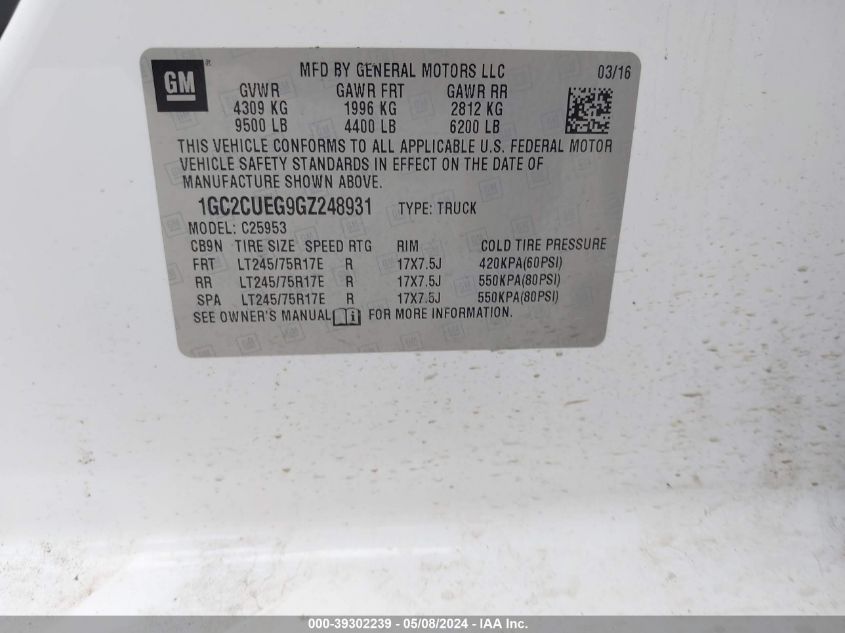 GM
MFD BY GENERAL MOTORS LLC 03/16
GVWR GAWR FRT GAWR RR
4309 KG 1996 KG 2812 KG
9500 LB 4400 LB 6200 LB
THIS VEHICLE CONFORMS TO ALL APPLICABLE U.S. FEDERAL MOTOR
VEHICLE SAFETY STANDARDS IN EFFECT ON THE DATE OF
MANUFACTURE SHOWN ABOVE.
1GC2CUEG9GZ248931 TYPE: TRUCK
MODEL: C25953
CB9N TIRE SIZE SPEED RTG RIM COLD TIRE PRESSURE
FRT LT245/75R17E R 17X7.5J 420KPA(60PSI)
RR LT245/75R17E R 17X7.5J 550KPA(80PSI)
SPA LT245/75R17E R 17X7.5J 550KPA(80PSI)
SEE OWNER'S MANUAL FOR MORE INFORMATION.
000-39302239 - 05/08/2024 - IAA Inc.